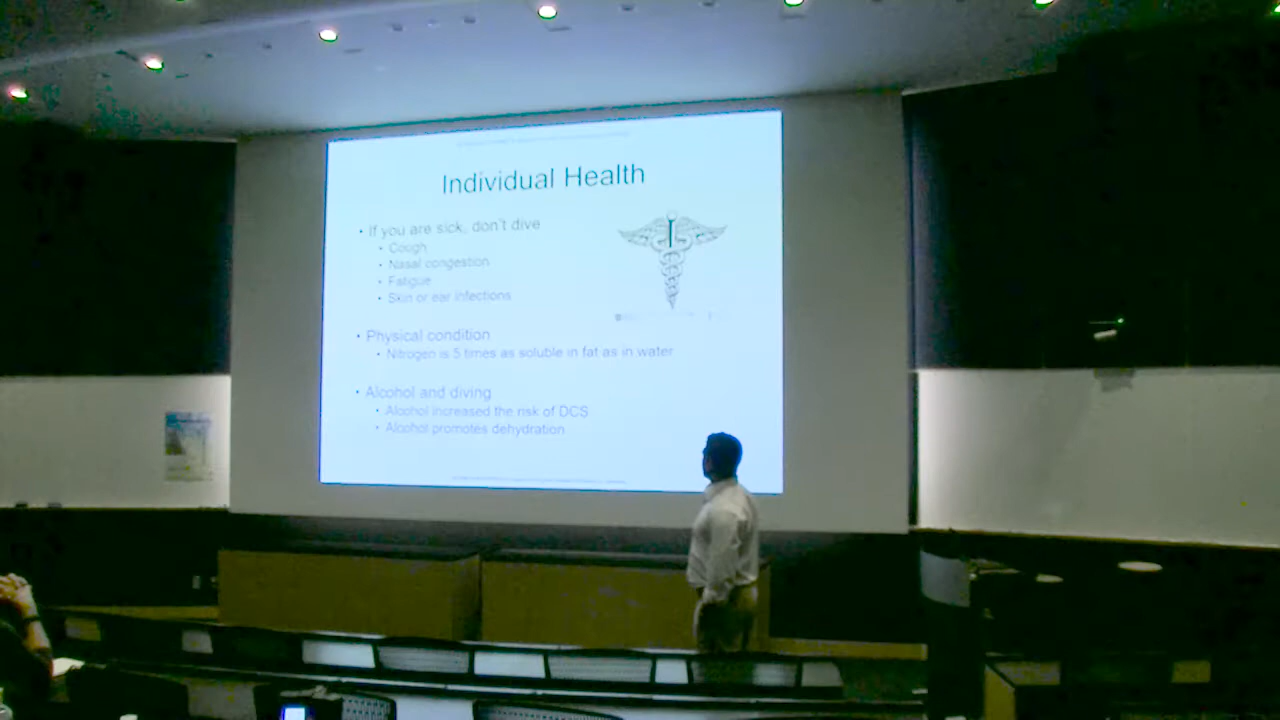 Individual Health
• If you are sick, don't dive
• Cough
• Nasal congestion
• Fatigue
• Skin or ear infections
• Physical condition
• Nitrogen is 5 times as soluble in fat as in water
• Alcohol and diving
• Alcohol increased the risk of DCS
• Alcohol promotes dehydration